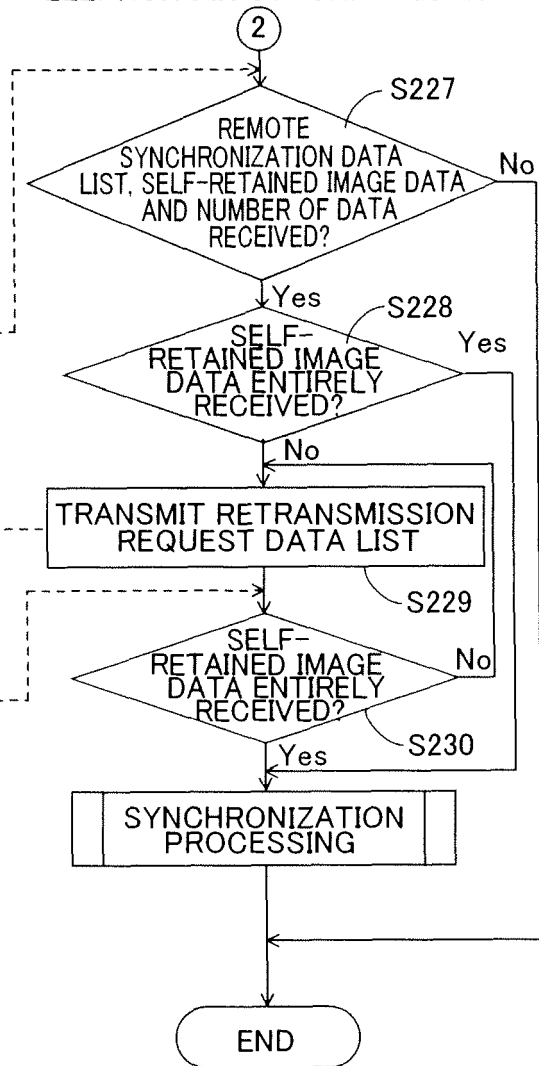 2
S227
REMOTE
SYNCHRONIZATION DATA
LIST, SELF-RETAINED IMAGE DATA
AND NUMBER OF DATA
RECEIVED?
No
Yes
S228
SELF-
RETAINED IMAGE
DATA ENTIRELY
RECEIVED?
Yes
No
TRANSMIT RETRANSMISSION
REQUEST DATA LIST
S229
SELF-
RETAINED IMAGE
DATA ENTIRELY
RECEIVED?
No
S230
Yes
SYNCHRONIZATION
PROCESSING
END